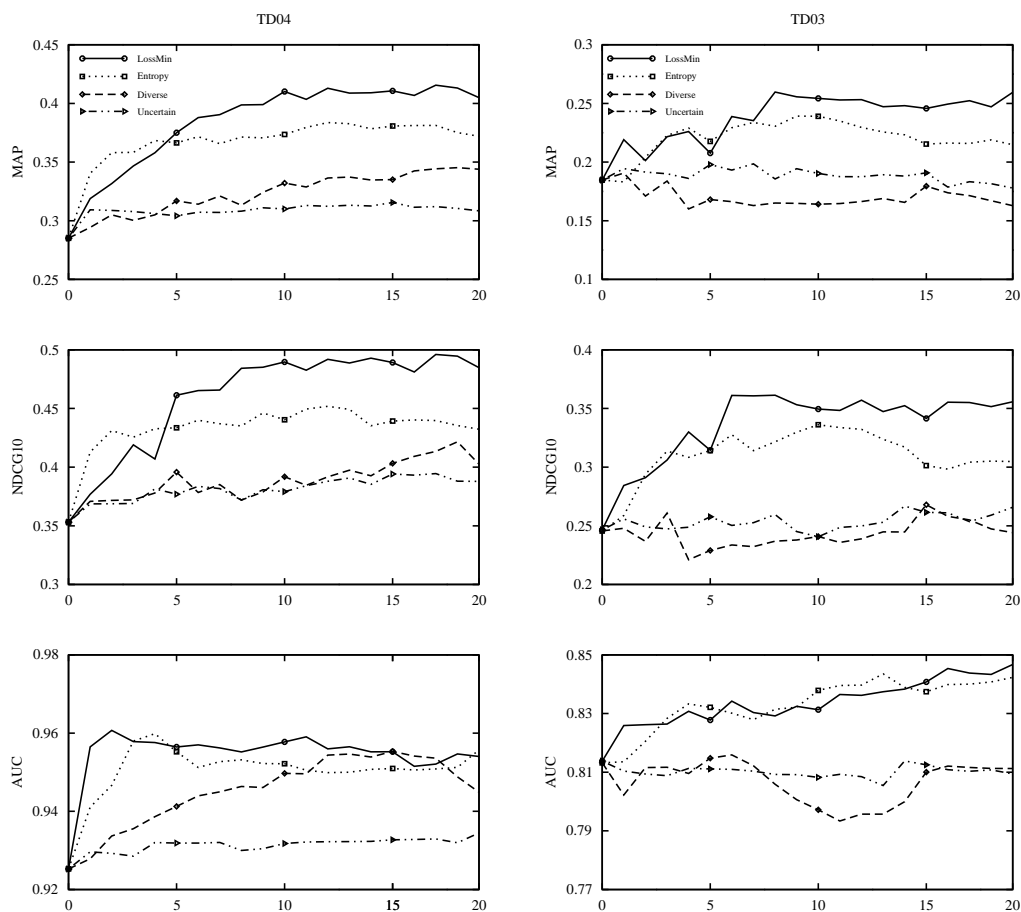 TD04
TD03
0.45
0.4
0.35
0.3
0.25
MAP
LossMin
Entropy
Diverse
Uncertain
0 5 10 15 20
0.3
0.25
0.2
0.15
0.1
MAP
LossMin
Entropy
Diverse
Uncertain
0 5 10 15 20
0.5
0.45
0.4
0.35
0.3
NDCG10
0 5 10 15 20
0.4
0.35
0.3
0.25
0.2
NDCG10
0 5 10 15 20
0.98
0.96
0.94
0.92
AUC
0 5 10 15 20
0.85
0.83
0.81
0.79
0.77
AUC
0 5 10 15 20